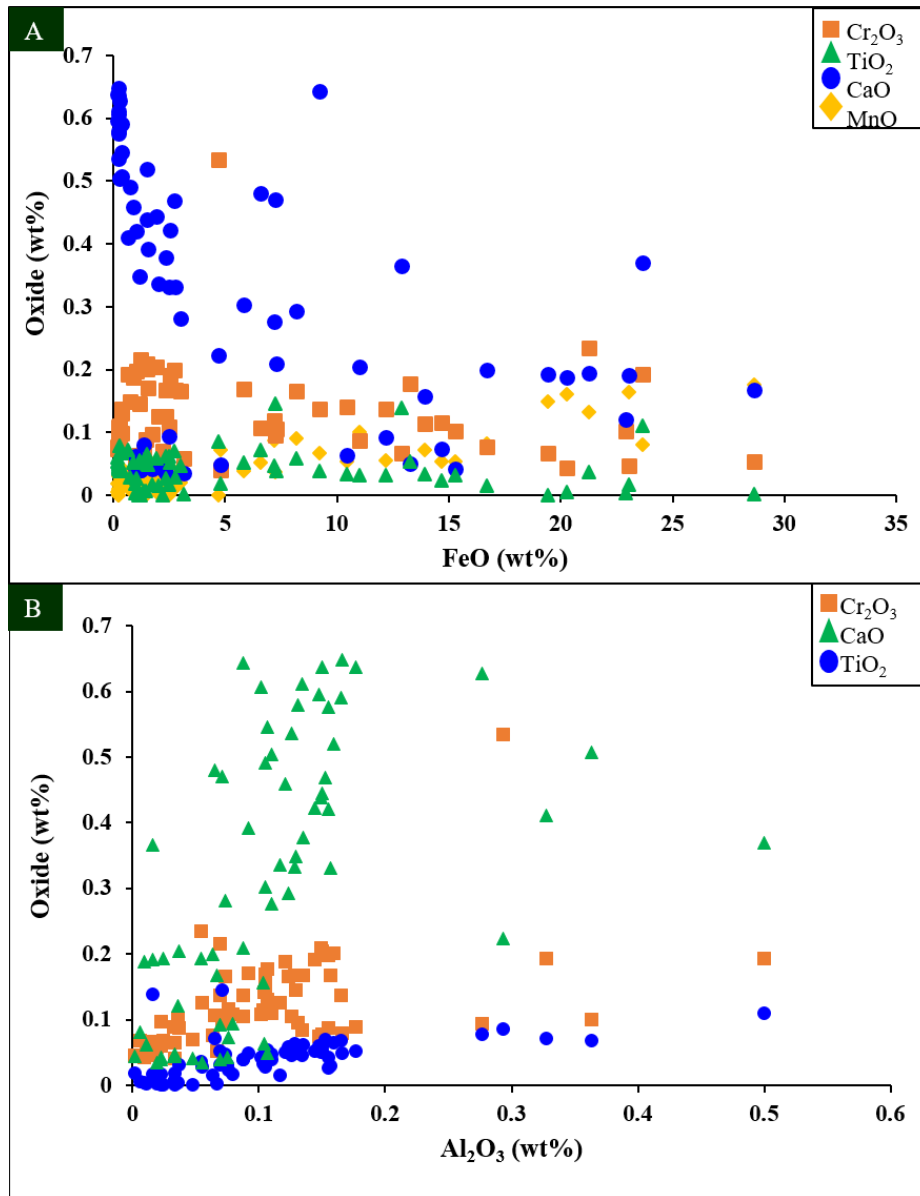 A
Cr₂O₃
TiO₂
CaO
MnO
0.7
0.6
0.5
0.4
0.3
0.2
0.1
0
Oxide (wt%)
0 5 10 15 20 25 30 35
FeO (wt%)
B
Cr₂O₃
CaO
TiO₂
0.7
0.6
0.5
0.4
0.3
0.2
0.1
0
Oxide (wt%)
0 0.1 0.2 0.3 0.4 0.5 0.6
Al₂O₃ (wt%)